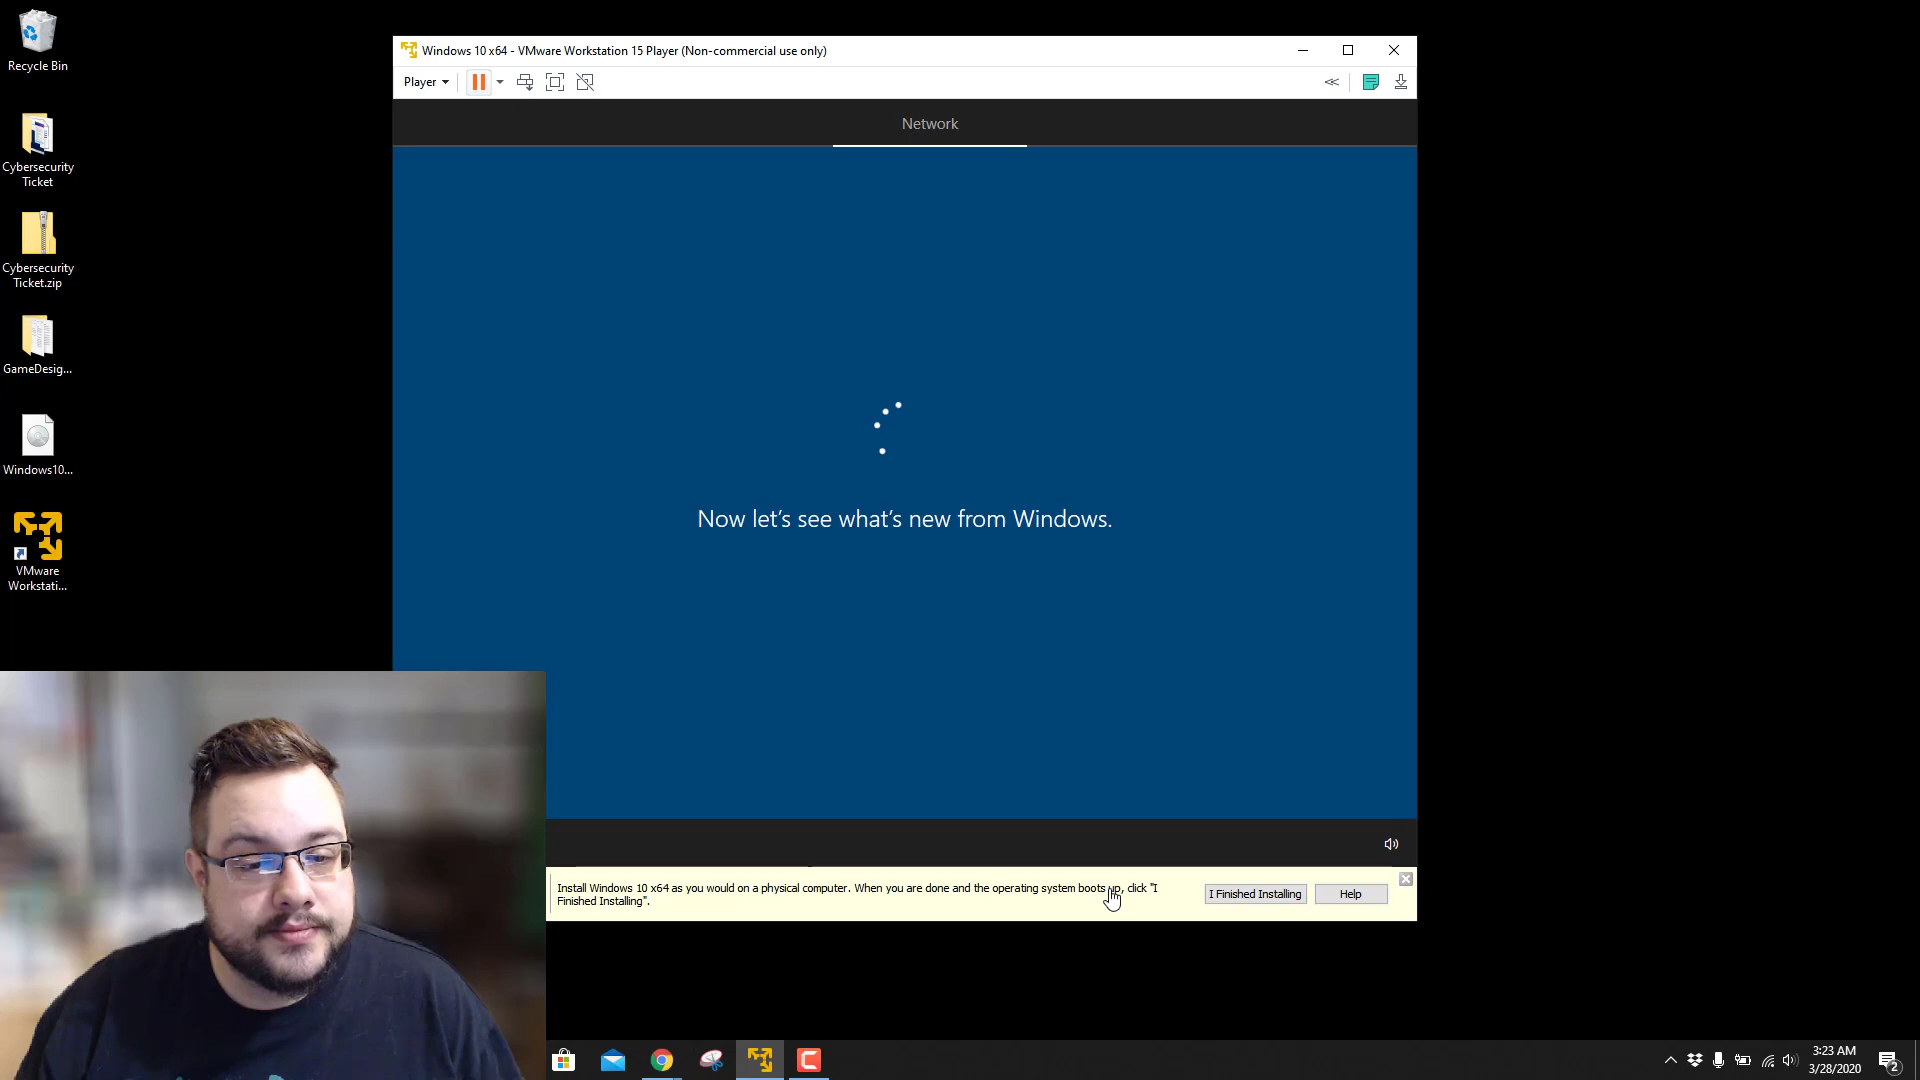 Recycle Bin
Cybersecurity
Ticket
Cybersecurity
Ticket.zip
GameDesig...
Windows10...
VMware
Workstati...
Windows 10 x64 - VMware Workstation 15 Player (Non-commercial use only)
Player
Network
Now let's see what's new from Windows.
Install Windows 10 x64 as you would on a physical computer. When you are done and the operating system boots up, click "I
Finished Installing".
I Finished Installing
Help
3:23 AM
3/28/2020
2